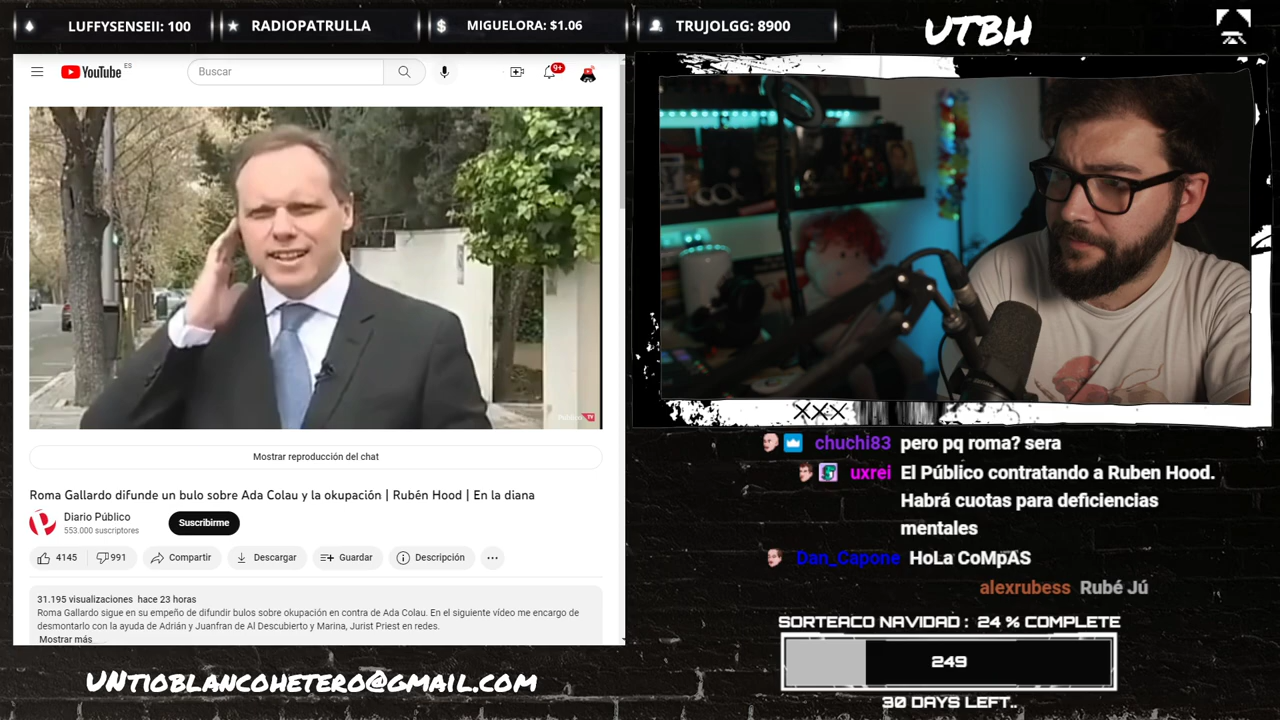 LUFFYSENSEII: 100
RADIOPATRULLA
MIGUELORA: $1.06
TRUJOLGG: 8900
UTBH
YouTube ES
Buscar
9+
Público TV
Mostrar reproducción del chat
Roma Gallardo difunde un bulo sobre Ada Colau y la okupación | Rubén Hood | En la diana
Diario Público
553.000 suscriptores
Suscribirme
4145
991
Compartir
Descargar
Guardar
Descripción
31.195 visualizaciones hace 23 horas
Roma Gallardo sigue en su empeño de difundir bulos sobre okupación en contra de Ada Colau. En el siguiente vídeo me encargo de
desmontarlo con la ayuda de Adrián y Juanfran de Al Descubierto y Marina, Jurist Priest en redes.
Mostrar más
UNTIOBLANCOHETERO@GMAIL.COM
XXX
chuchi83 pero pq roma? sera
uxrei El Público contratando a Ruben Hood.
Habrá cuotas para deficiencias
mentales
Dan_Capone HoLa CoMpAS
alexrubess Rubé Jú
SORTEACO NAVIDAD : 24 % COMPLETE
249
30 DAYS LEFT..